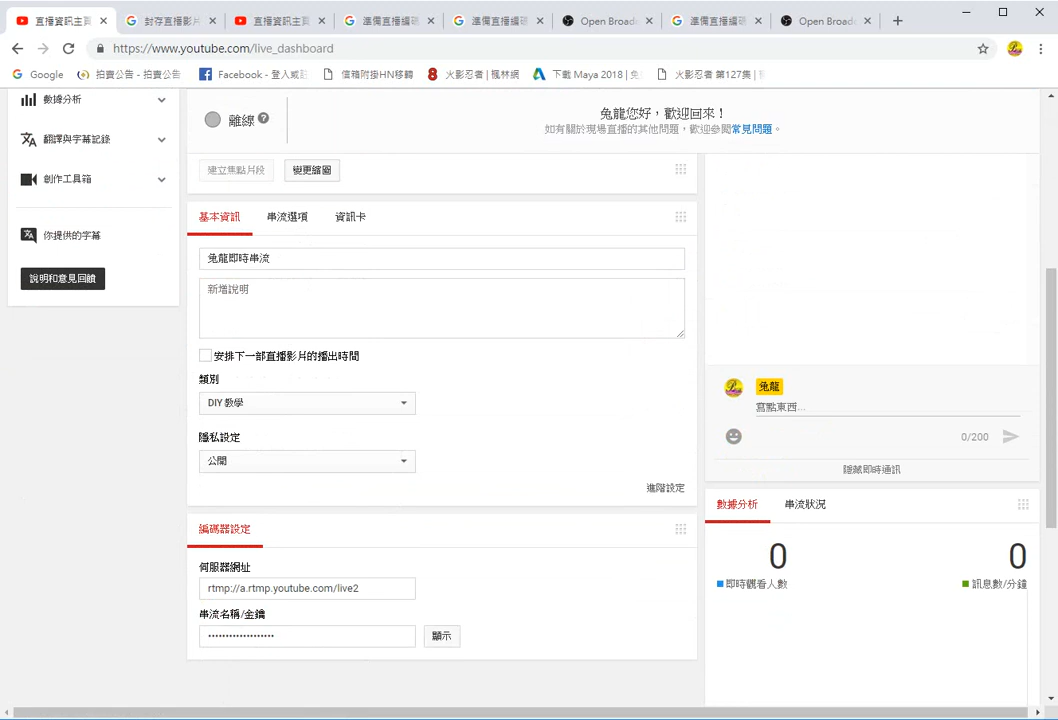 直播資訊主頁
封存直播影片
直播資訊主頁
準備直播編碼
準備直播編碼
Open Broad
準備直播編碼
Open Broad
https://www.youtube.com/live_dashboard
Google
拍賣公告 - 拍賣公告
Facebook - 登入或註
信箱附掛HN移轉
火影忍者 | 楓林網
下載 Maya 2018 | 免
火影忍者 第127集 |
數據分析
翻譯與字幕記錄
創作工具箱
你提供的字幕
說明和意見回饋
離線
兔龍您好，歡迎回來！
如有關於現場直播的其他問題，歡迎參閱常見問題。
建立焦點片段
變更縮圖
基本資訊
串流選項
資訊卡
兔龍即時串流
新增說明
安排下一部直播影片的播出時間
類別
DIY 教學
隱私設定
公開
進階設定
編碼器設定
伺服器網址
rtmp://a.rtmp.youtube.com/live2
串流名稱/金鑰
•••••••••••••••••••
顯示
兔龍
寫點東西...
0/200
隱藏即時通訊
數據分析
串流狀況
0
即時觀看人數
0
訊息數/分鐘